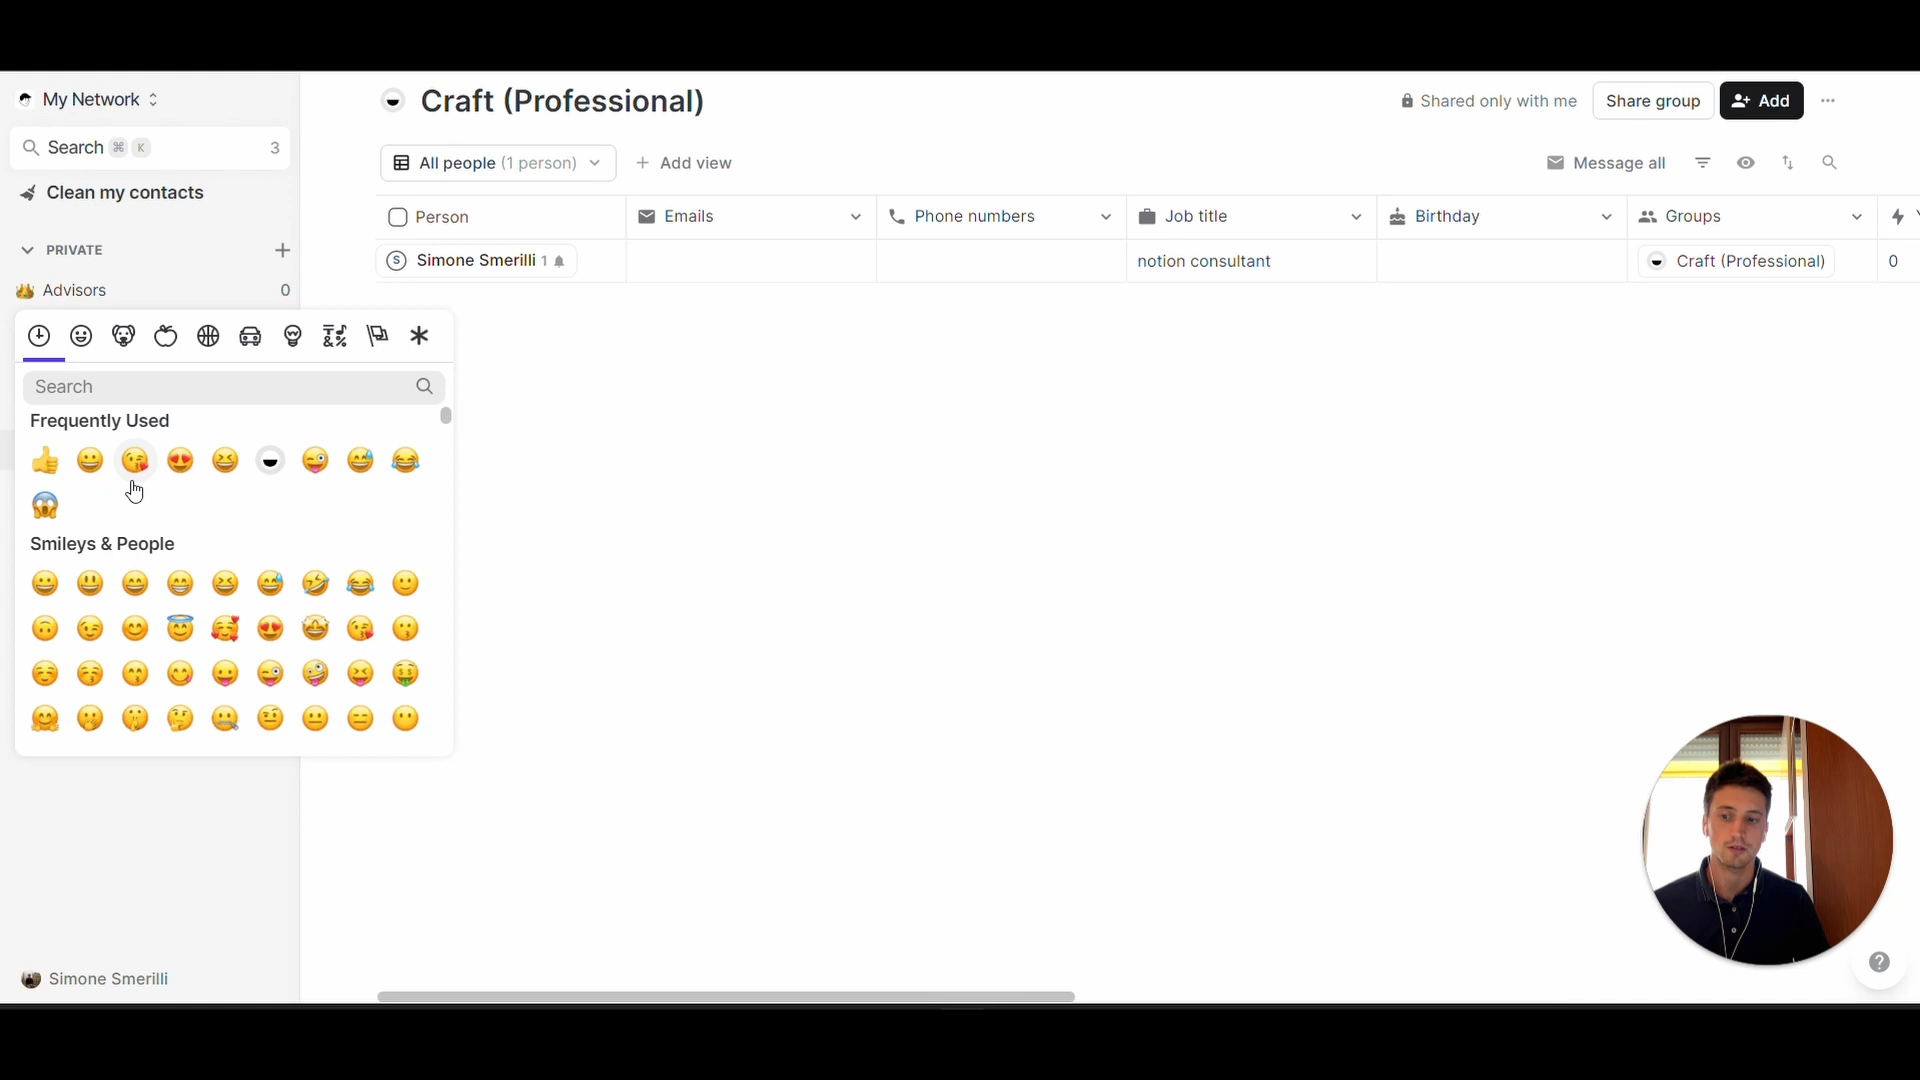 My Network
Search ⌘ K 3
Clean my contacts
PRIVATE
Advisors 0
Search
Frequently Used
Smileys & People
Simone Smerilli
Craft (Professional)
Shared only with me
Share group
Add
All people (1 person)
Add view
Message all
Person Emails Phone numbers Job title Birthday Groups
S Simone Smerilli 1 notion consultant Craft (Professional) 0